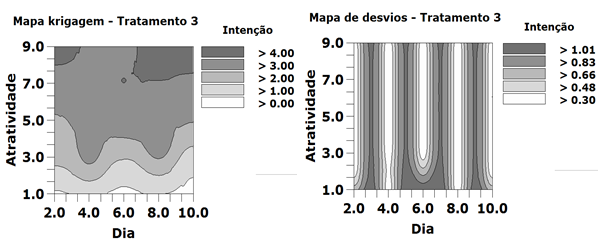 Mapa krigagem - Tratamento 3
Intenção
> 4.00
> 3.00
> 2.00
> 1.00
> 0.00
9.0
7.0
5.0
3.0
1.0
Atratividade
2.0 4.0 6.0 8.0 10.0
Dia
Mapa de desvios - Tratamento 3
Intenção
> 1.01
> 0.83
> 0.66
> 0.48
> 0.30
9.0
7.0
5.0
3.0
1.0
Atratividade
2.0 4.0 6.0 8.0 10.0
Dia